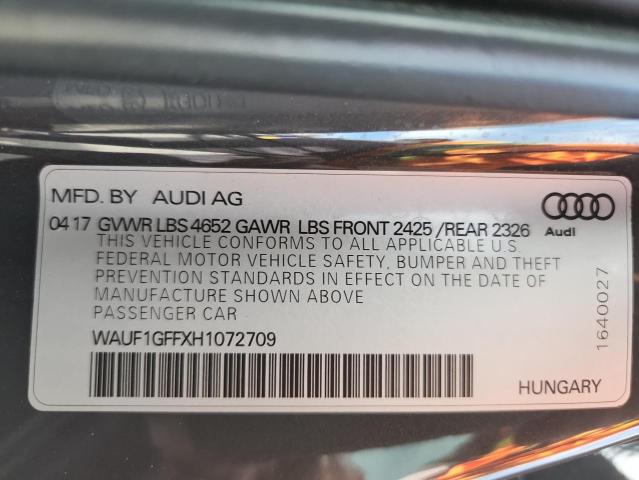 MFD. BY AUDI AG
04 17 GVWR LBS 4652 GAWR LBS FRONT 2425 /REAR 2326
THIS VEHICLE CONFORMS TO ALL APPLICABLE U.S.
FEDERAL MOTOR VEHICLE SAFETY, BUMPER AND THEFT
PREVENTION STANDARDS IN EFFECT ON THE DATE OF
MANUFACTURE SHOWN ABOVE
PASSENGER CAR
WAUF1GFFXH1072709
HUNGARY
Audi
1640027